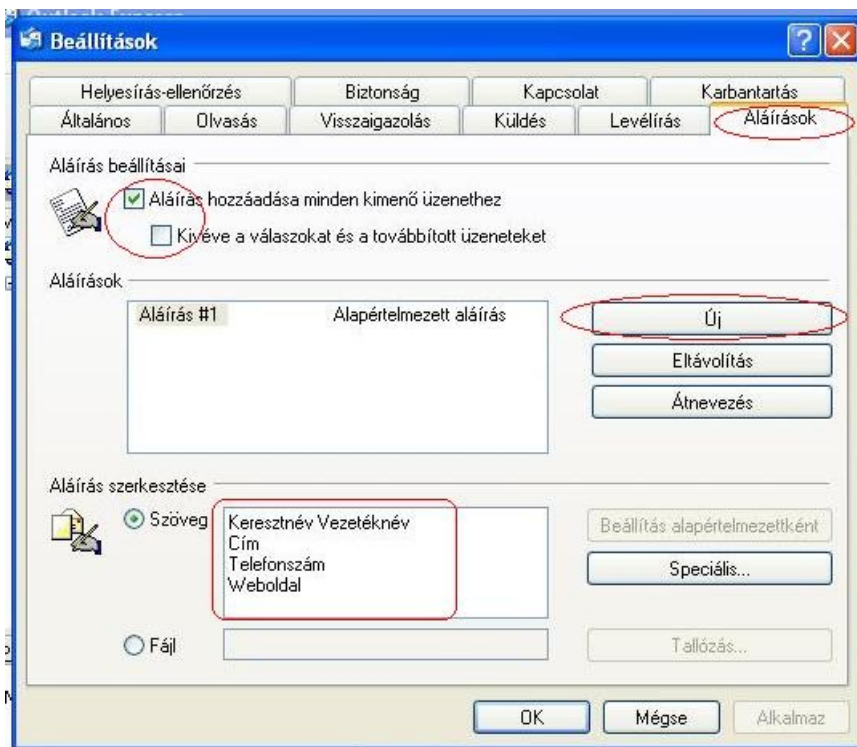 Outlook Express
Beállítások
Helyesírás-ellenőrzés Biztonság Kapcsolat Karbantartás
Általános Olvasás Visszaigazolás Küldés Levélírás Aláírások
Aláírás beállításai
Aláírás hozzáadása minden kimenő üzenethez
Kivéve a válaszokat és a továbbított üzeneteket
Aláírások
Aláírás #1 Alapértelmezett aláírás
Új
Eltávolítás
Átnevezés
Aláírás szerkesztése
Szöveg
Keresztnév Vezetéknév
Cím
Telefonszám
Weboldal
Beállítás alapértelmezettként
Speciális...
Fájl
Tallózás...
OK Mégse Alkalmaz